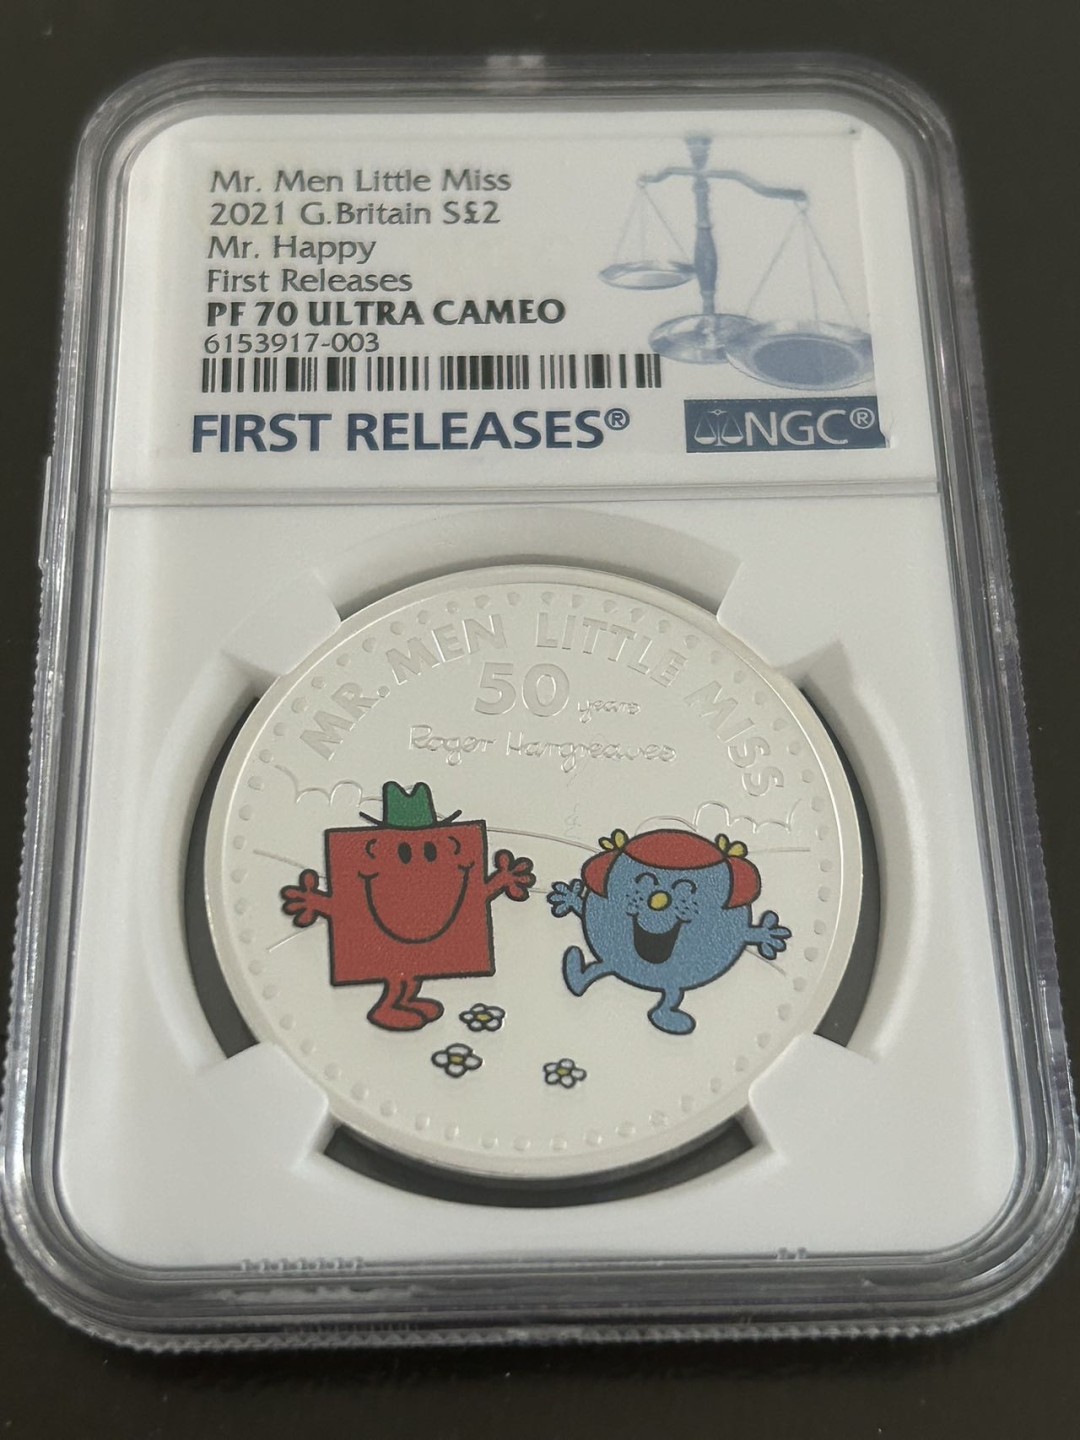 Mr. Men Little Miss
2021 G.Britain S£2
Mr. Happy
First Releases
PF 70 ULTRA CAMEO
6153917-003
FIRST RELEASES®
NGC®
MR. MEN LITTLE MISS
50 years
Roger Hargreaves